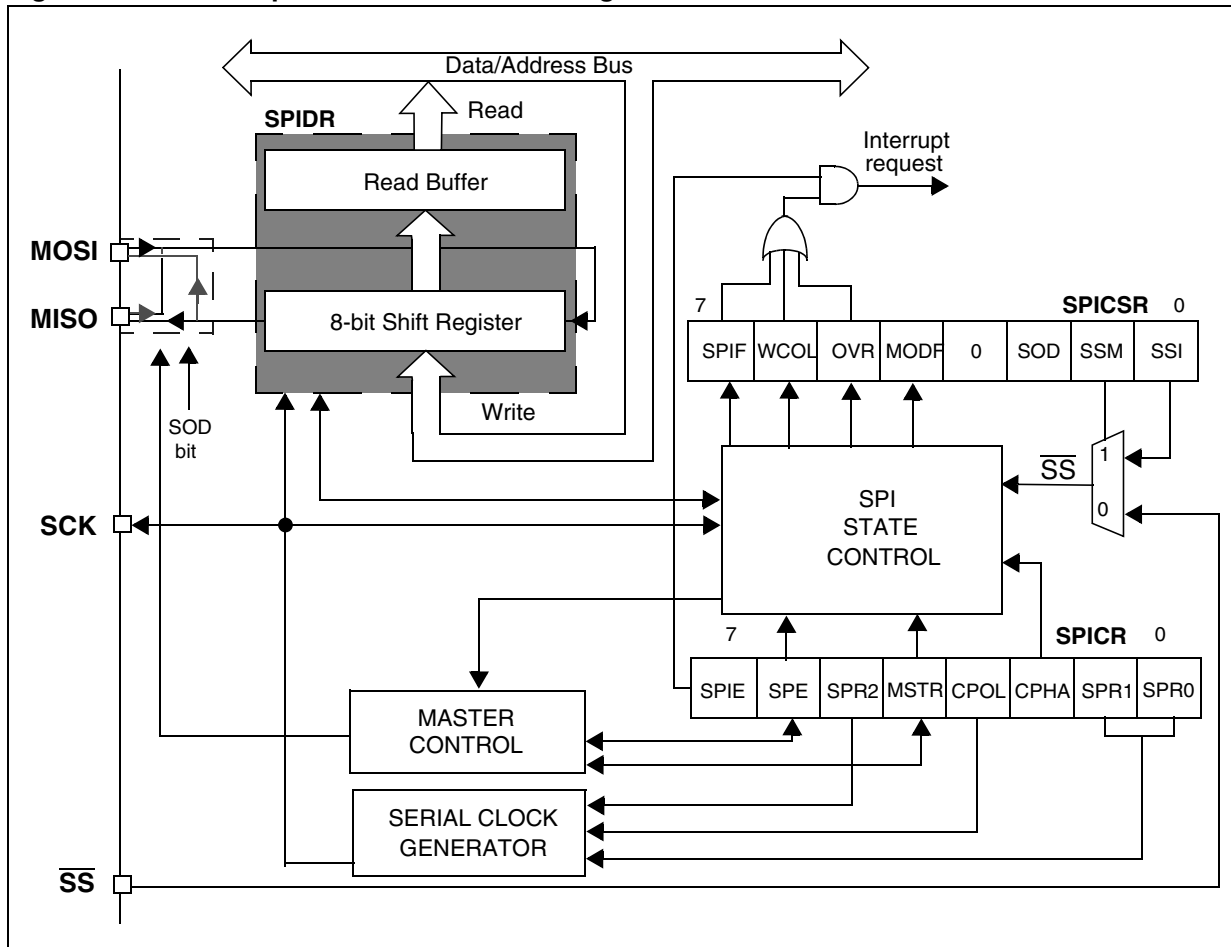 Data/Address Bus
SPIDR
Read
Read Buffer
Interrupt
request
MOSI
MISO
8-bit Shift Register
7
SPICSR
0
SPIF
WCOL
OVR
MODF
0
SOD
SSM
SSI
SOD
bit
Write
SS
1
0
SCK
SPI
STATE
CONTROL
7
SPICR
0
SPIE
SPE
SPR2
MSTR
CPOL
CPHA
SPR1
SPR0
MASTER
CONTROL
SERIAL CLOCK
GENERATOR
SS